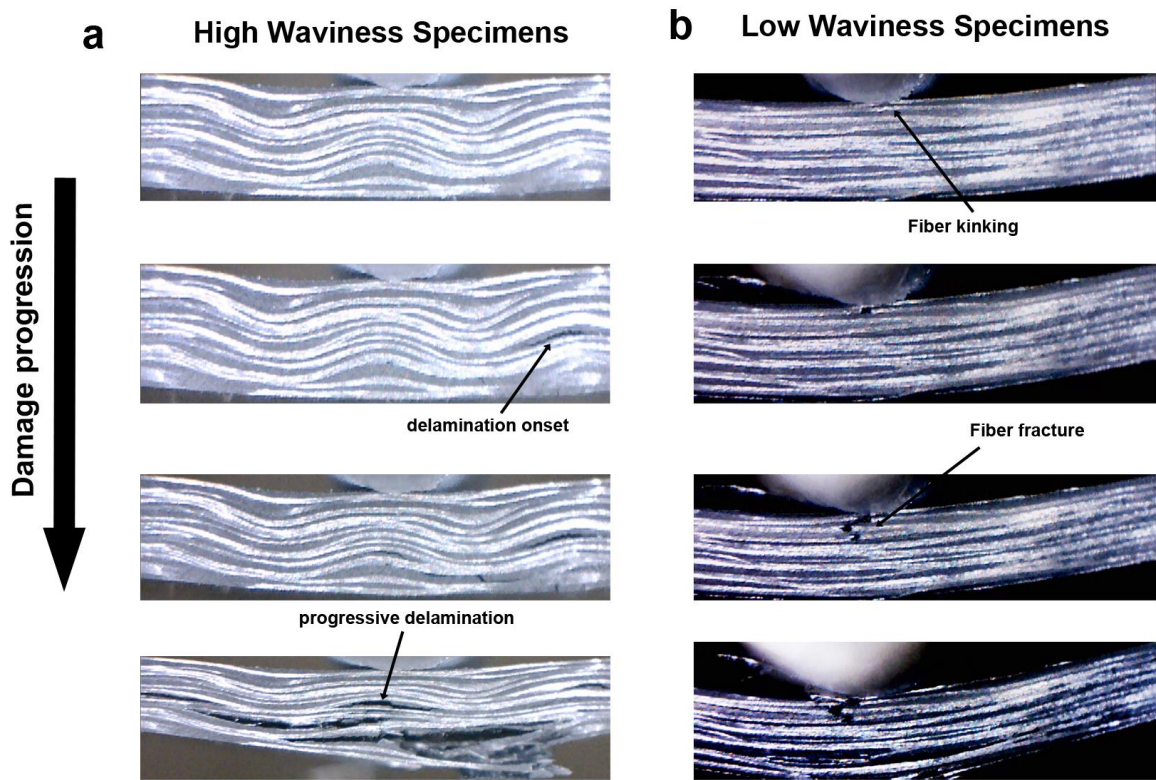 a
High Waviness Specimens
b
Low Waviness Specimens
Damage progression
Fiber kinking
delamination onset
Fiber fracture
progressive delamination